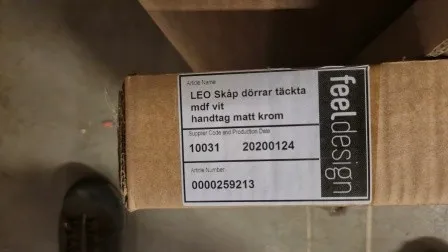 Article Name
LEO Skåp dörrar täckta
mdf vit
handtag matt krom
Supplier Code and Production Date
10031 20200124
Article Number
0000259213
feeldesign